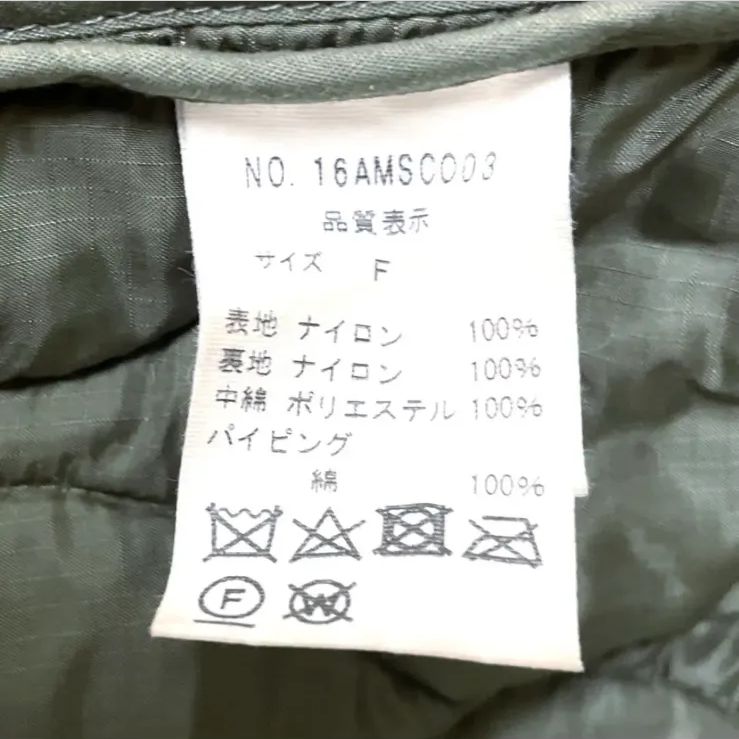 NO. 16AMSC003
品質表示
サイズ F
表地 ナイロン 100%
裏地 ナイロン 100%
中綿 ポリエステル 100%
パイピング
綿 100%
F W